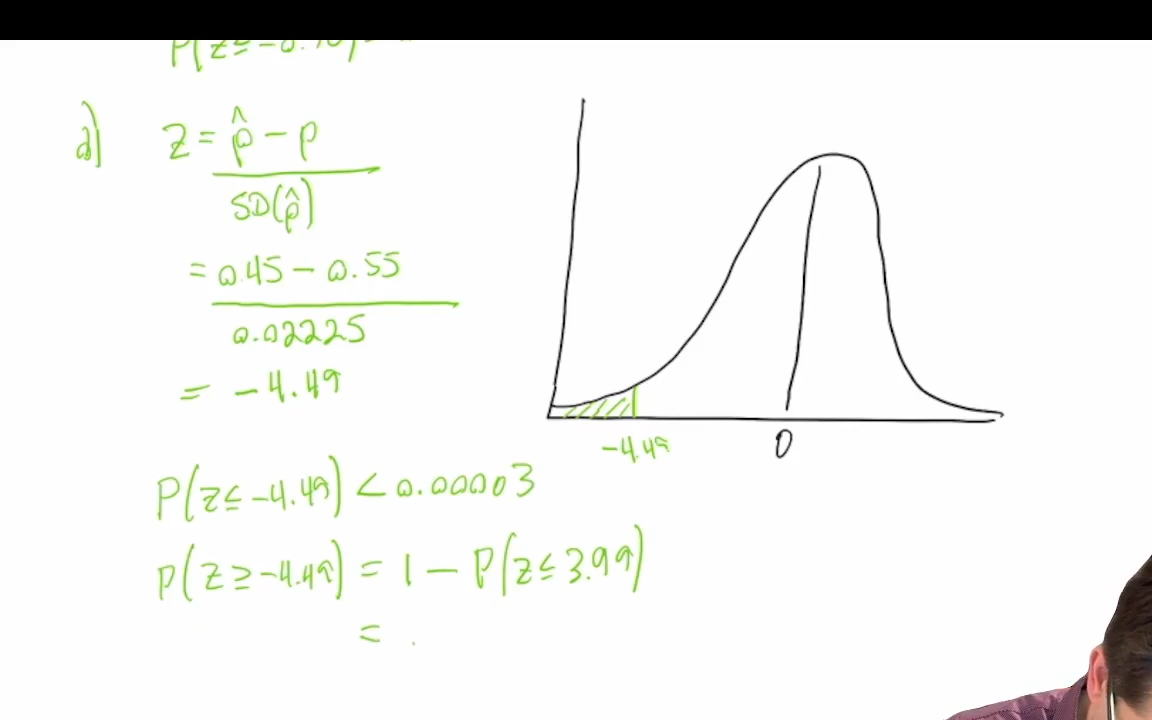 d) z = p̂ - p
SD(p̂)
= 0.45 - 0.55
0.02225
= -4.49
-4.49
0
P(z ≤ -4.49) < 0.00003
P(z ≥ -4.49) = 1 - P(z ≤ 3.99)
=